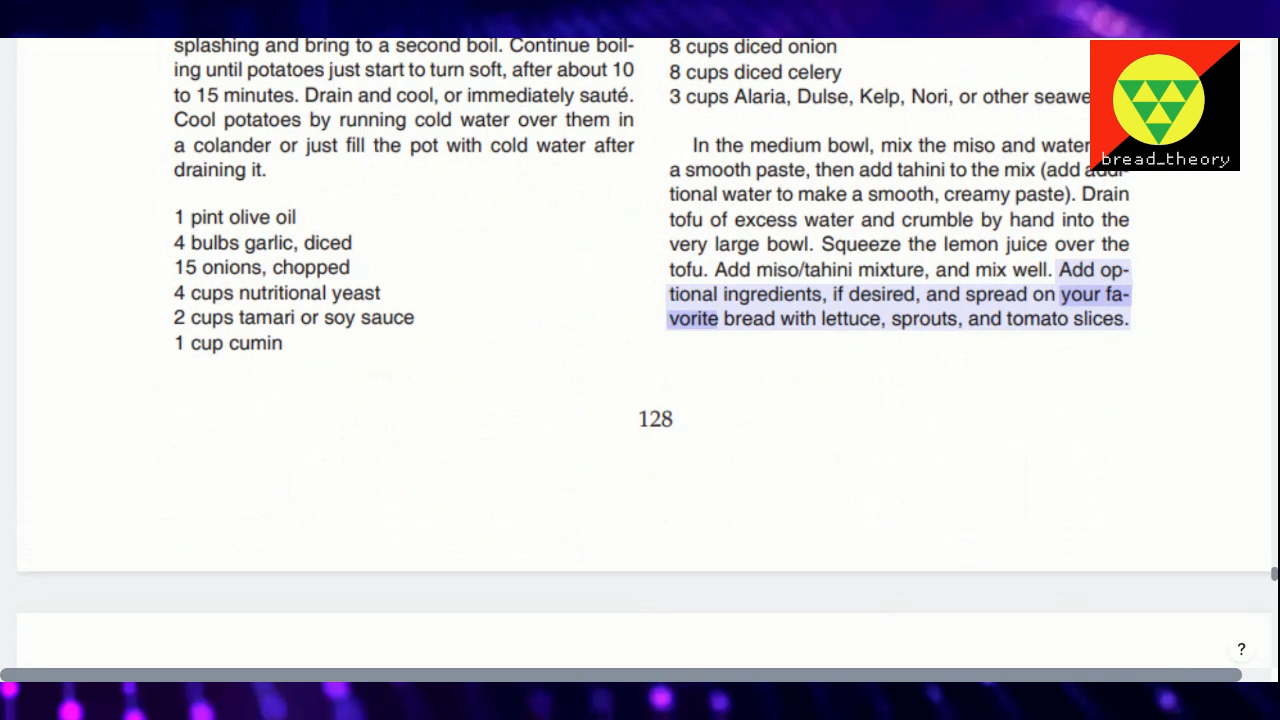 splashing and bring to a second boil. Continue boil-
ing until potatoes just start to turn soft, after about 10
to 15 minutes. Drain and cool, or immediately sauté.
Cool potatoes by running cold water over them in
a colander or just fill the pot with cold water after
draining it.
1 pint olive oil
4 bulbs garlic, diced
15 onions, chopped
4 cups nutritional yeast
2 cups tamari or soy sauce
1 cup cumin
8 cups diced onion
8 cups diced celery
3 cups Alaria, Dulse, Kelp, Nori, or other seawe
In the medium bowl, mix the miso and water
a smooth paste, then add tahini to the mix (add addi-
tional water to make a smooth, creamy paste). Drain
tofu of excess water and crumble by hand into the
very large bowl. Squeeze the lemon juice over the
tofu. Add miso/tahini mixture, and mix well. Add op-
tional ingredients, if desired, and spread on your fa-
vorite bread with lettuce, sprouts, and tomato slices.
128
bread_theory
?